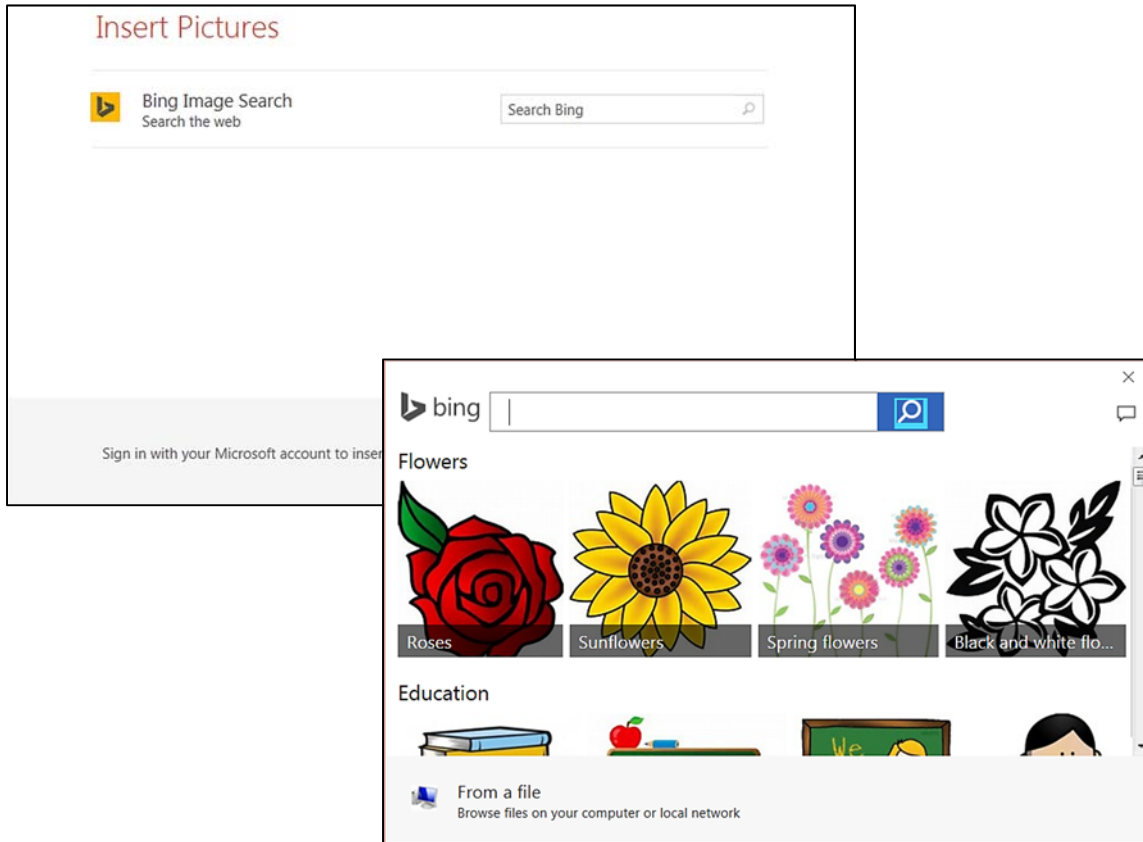 Insert Pictures
Bing Image Search
Search the web
Search Bing
Sign in with your Microsoft account to
bing
Flowers
Roses
Sunflowers
Spring flowers
Black and white flo...
Education
We
From a file
Browse files on your computer or local network